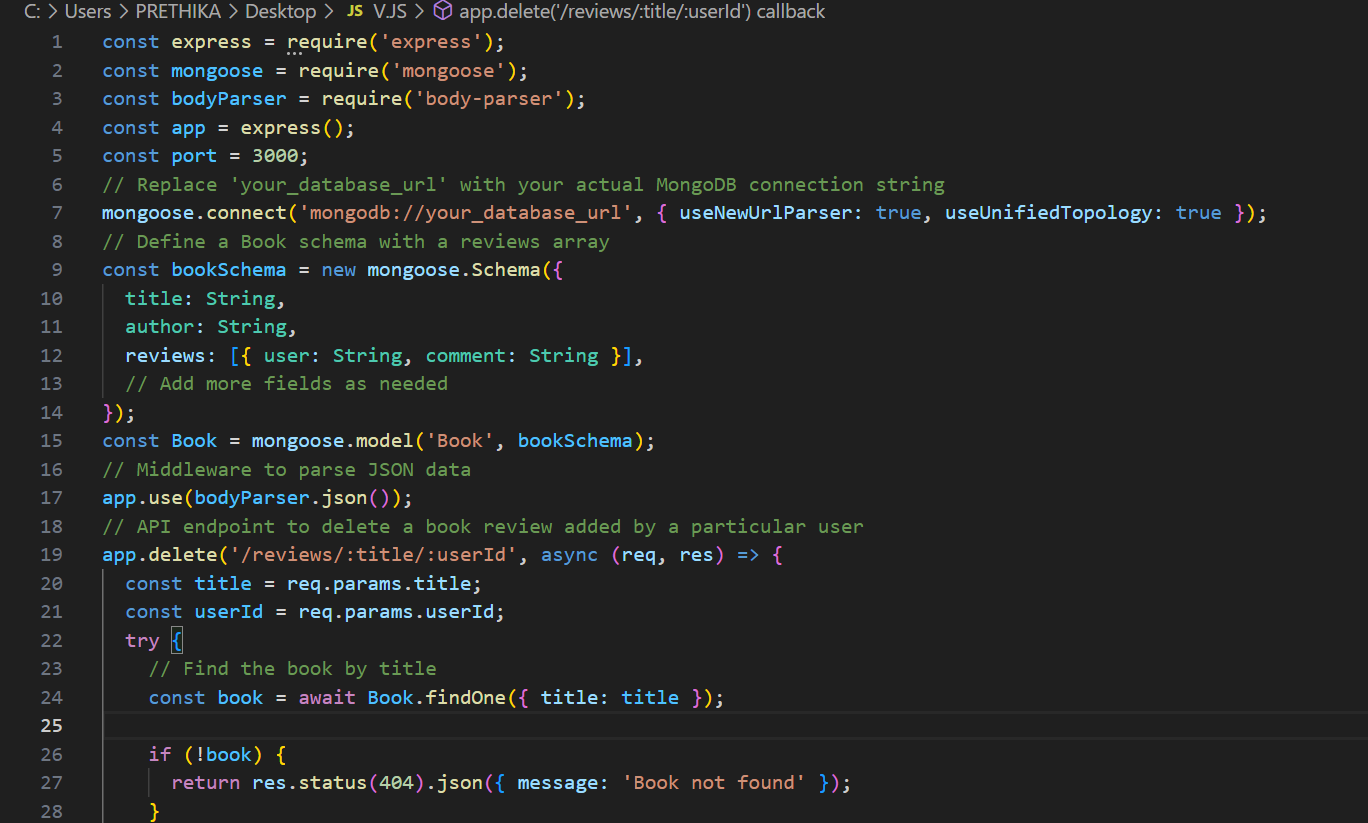 C: > Users > PRETHIKA > Desktop > JS V.JS > app.delete('/reviews/:title/:userId') callback
1 const express = require('express');
2 const mongoose = require('mongoose');
3 const bodyParser = require('body-parser');
4 const app = express();
5 const port = 3000;
6 // Replace 'your_database_url' with your actual MongoDB connection string
7 mongoose.connect('mongodb://your_database_url', { useNewUrlParser: true, useUnifiedTopology: true });
8 // Define a Book schema with a reviews array
9 const bookSchema = new mongoose.Schema({
10   title: String,
11   author: String,
12   reviews: [{ user: String, comment: String }],
13   // Add more fields as needed
14 });
15 const Book = mongoose.model('Book', bookSchema);
16 // Middleware to parse JSON data
17 app.use(bodyParser.json());
18 // API endpoint to delete a book review added by a particular user
19 app.delete('/reviews/:title/:userId', async (req, res) => {
20   const title = req.params.title;
21   const userId = req.params.userId;
22   try {
23     // Find the book by title
24     const book = await Book.findOne({ title: title });
25
26     if (!book) {
27       return res.status(404).json({ message: 'Book not found' });
28     }